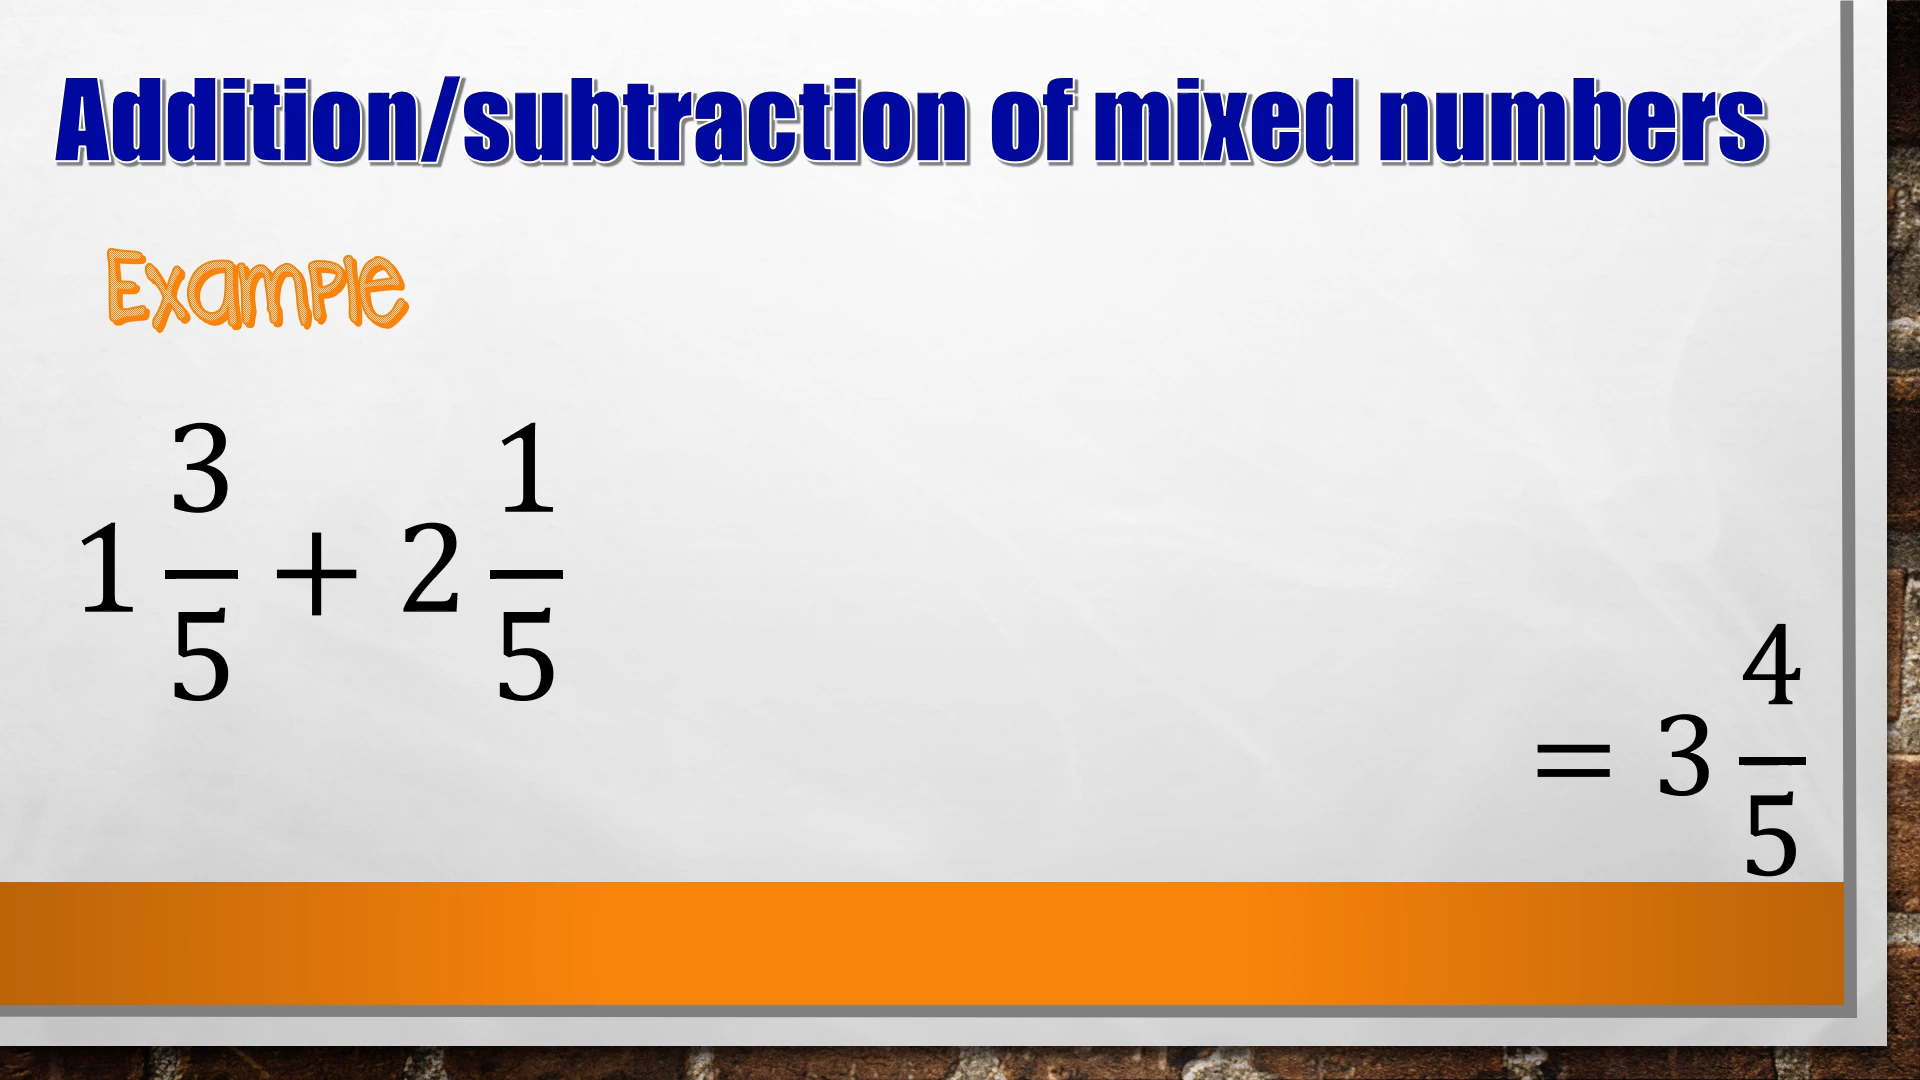 Addition/subtraction of mixed numbers
Example
1 3/5 + 2 1/5
= 3 4/5